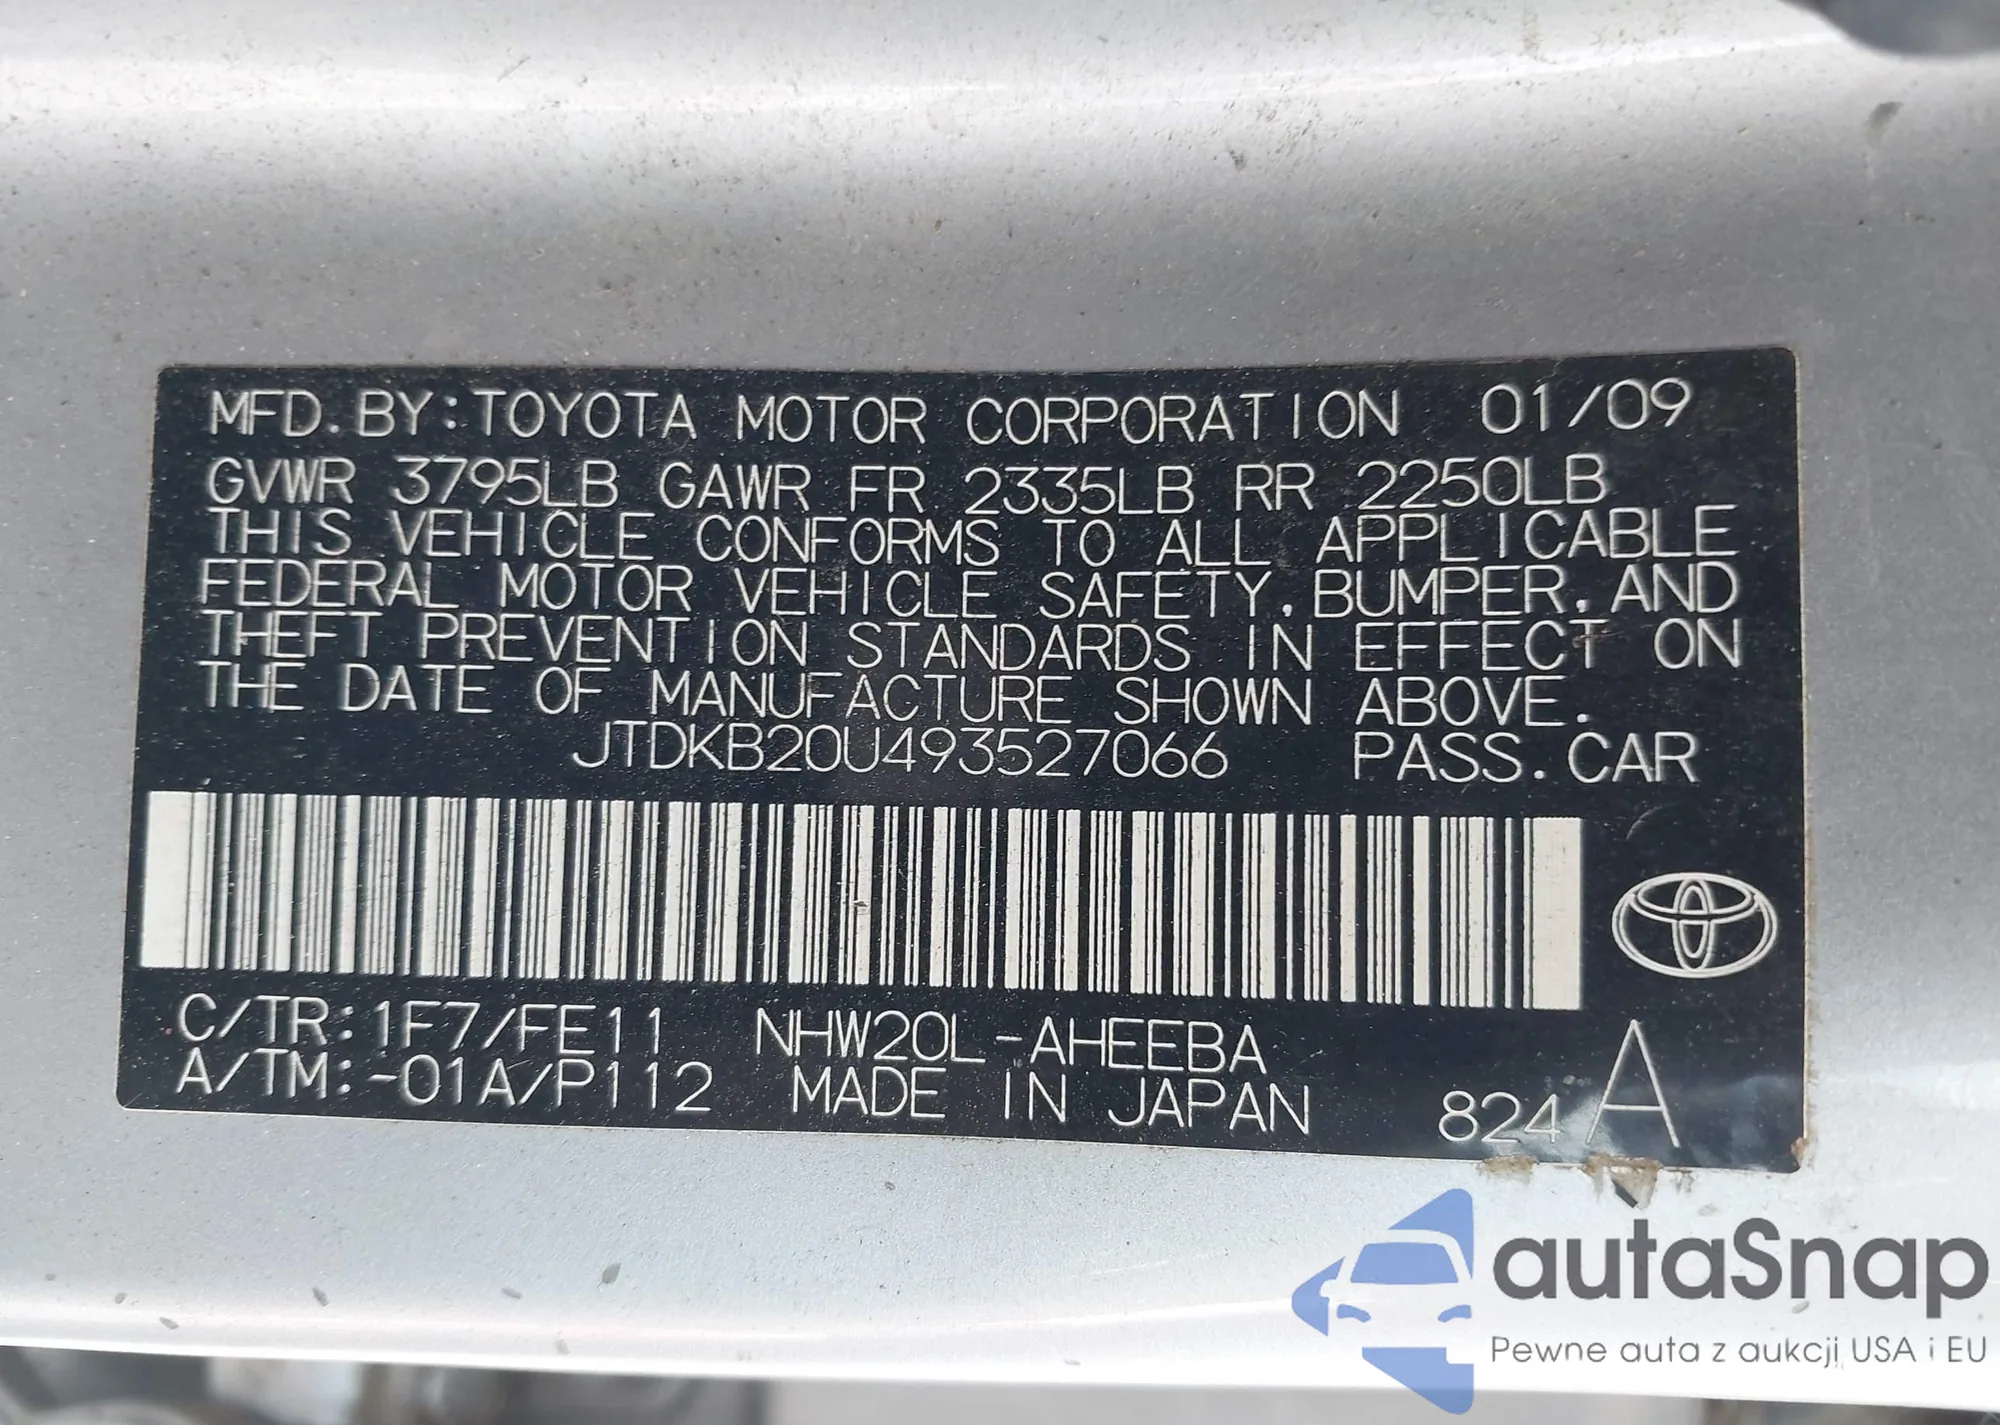 MFD. BY: TOYOTA MOTOR CORPORATION 01/09
GVWR 3795LB GAWR FR 2335LB RR 2250LB
THIS VEHICLE CONFORMS TO ALL APPLICABLE
FEDERAL MOTOR VEHICLE SAFETY, BUMPER, AND
THEFT PREVENTION STANDARDS IN EFFECT ON
THE DATE OF MANUFACTURE SHOWN ABOVE.
JTDKB20U493527066 PASS. CAR
C/TR: 1F7/FE11 NHW20L-AHEEBA
A/TM: -01A/P112 MADE IN JAPAN 824 A
autaSnap
Pewne auta z aukcji USA i EU